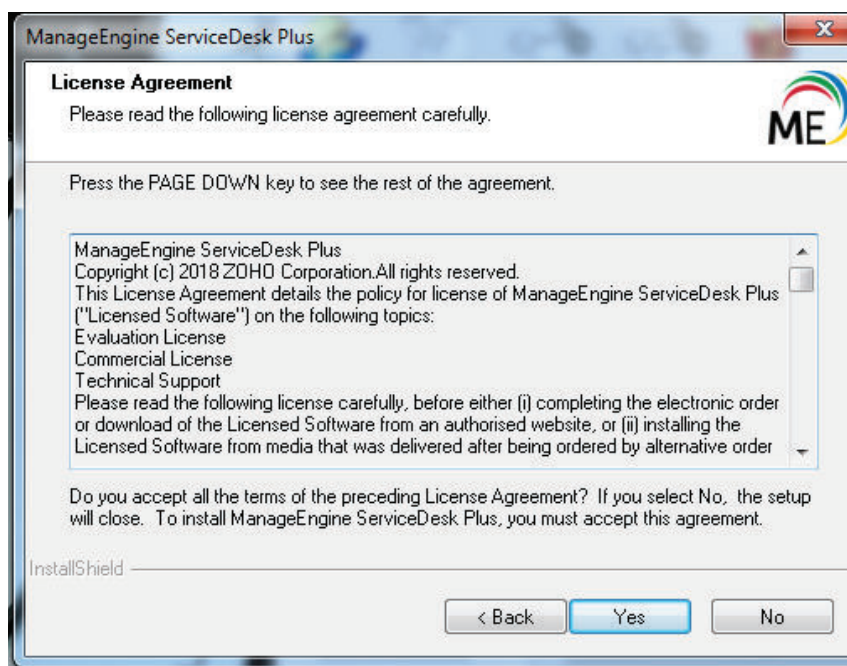 ManageEngine ServiceDesk Plus
License Agreement
Please read the following license agreement carefully.
ME
Press the PAGE DOWN key to see the rest of the agreement.
ManageEngine ServiceDesk Plus
Copyright (c) 2018 ZOHO Corporation.All rights reserved.
This License Agreement details the policy for license of ManageEngine ServiceDesk Plus
("Licensed Software") on the following topics:
Evaluation License
Commercial License
Technical Support
Please read the following license carefully, before either (i) completing the electronic order
or download of the Licensed Software from an authorised website, or (ii) installing the
Licensed Software from media that was delivered after being ordered by alternative order
Do you accept all the terms of the preceding License Agreement? If you select No, the setup
will close. To install ManageEngine ServiceDesk Plus, you must accept this agreement.
InstallShield
< Back
Yes
No